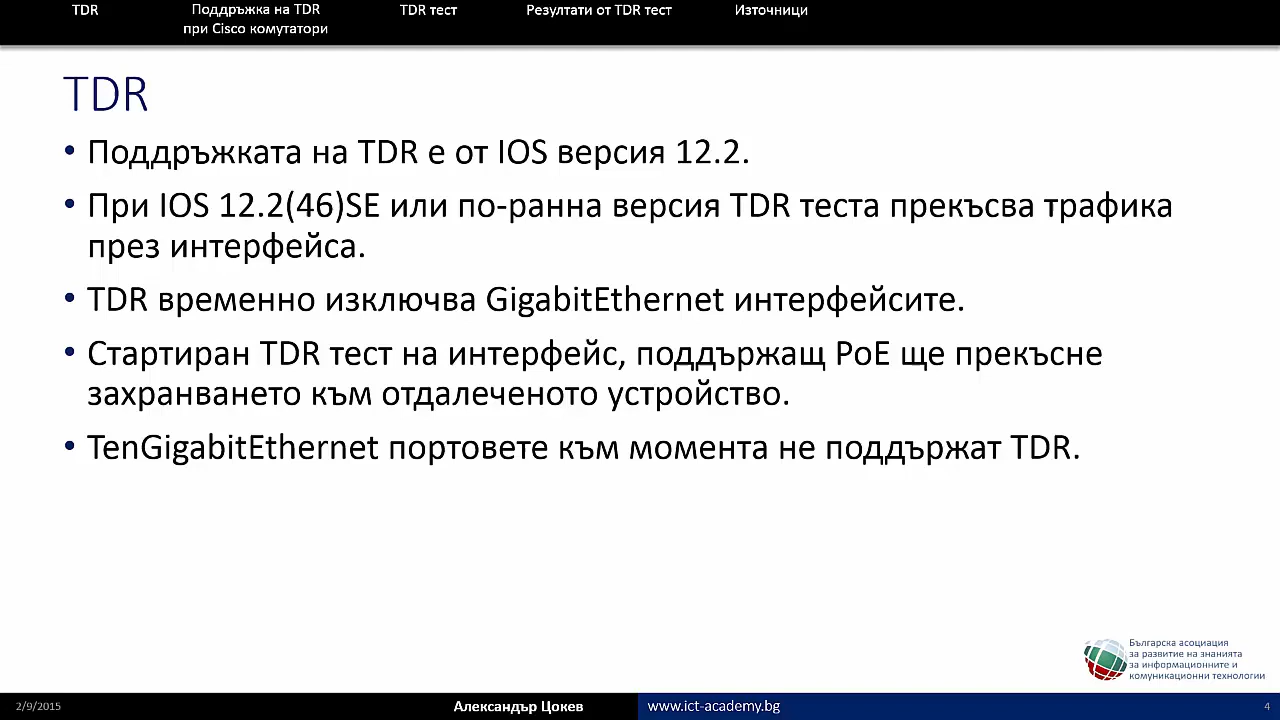 TDR
Поддръжка на TDR
при Cisco комутатори
TDR тест
Резултати от TDR тест
Източници
TDR
• Поддръжката на TDR е от IOS версия 12.2.
• При IOS 12.2(46)SE или по-ранна версия TDR теста прекъсва трафика
през интерфейса.
• TDR временно изключва GigabitEthernet интерфейсите.
• Стартиран TDR тест на интерфейс, поддържащ PoE ще прекъсне
захранването към отдалеченото устройство.
• TenGigabitEthernet портовете към момента не поддържат TDR.
Българска асоциация
за развитие на знанията
за информационните и
комуникационни технологии
2/9/2015
Александър Цокев
www.ict-academy.bg
4